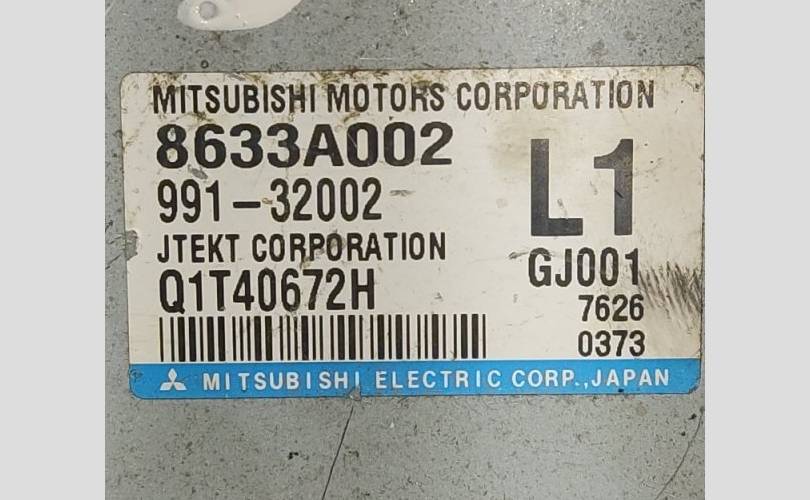 MITSUBISHI MOTORS CORPORATION
8633A002
L1
991-32002
JTEKT CORPORATION
GJ001
Q1T40672H
7626
0373
MITSUBISHI ELECTRIC CORP.,JAPAN